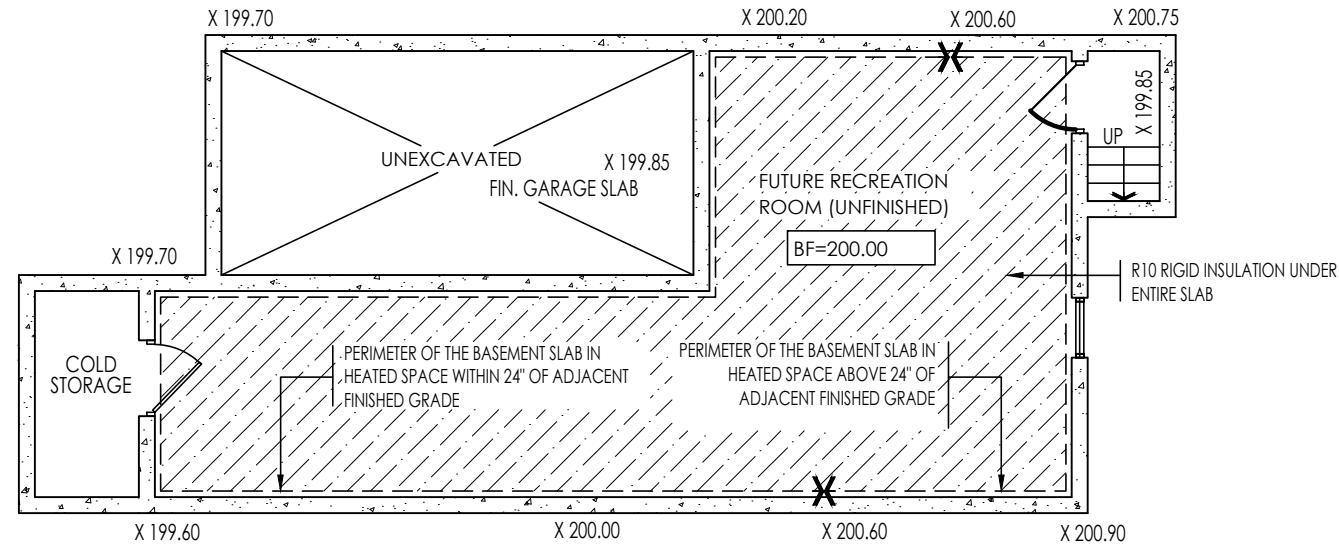 X 199.70
X 200.20
X 200.60
X 200.75
X 199.85
UP
UNEXCAVATED
X 199.85
FIN. GARAGE SLAB
FUTURE RECREATION
ROOM (UNFINISHED)
BF=200.00
X 199.70
R10 RIGID INSULATION UNDER
ENTIRE SLAB
COLD
STORAGE
PERIMETER OF THE BASEMENT SLAB IN
HEATED SPACE WITHIN 24" OF ADJACENT
FINISHED GRADE
PERIMETER OF THE BASEMENT SLAB IN
HEATED SPACE ABOVE 24" OF
ADJACENT FINISHED GRADE
X 199.60
X 200.00
X 200.60
X 200.90